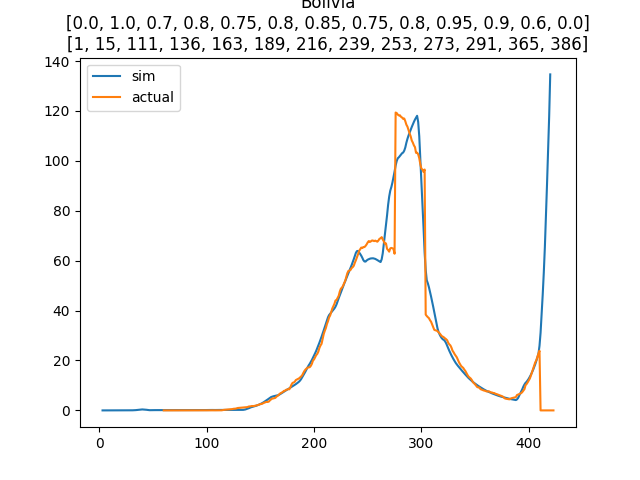 Bolivia
[0.0, 1.0, 0.7, 0.8, 0.75, 0.8, 0.85, 0.75, 0.8, 0.95, 0.9, 0.6, 0.0]
[1, 15, 111, 136, 163, 189, 216, 239, 253, 273, 291, 365, 386]
140
120
100
80
60
40
20
0
sim
actual
0 100 200 300 400